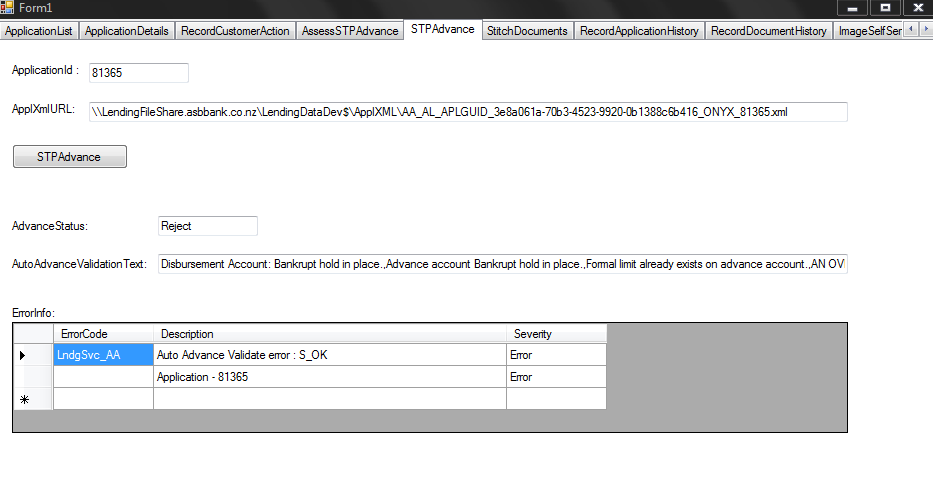 Form1
ApplicationList ApplicationDetails RecordCustomerAction AssessSTPAdvance STPAdvance StitchDocuments RecordApplicationHistory RecordDocumentHistory ImageSelfSer
ApplicationId : 81365
ApplXmlURL: \\LendingFileShare.asbbank.co.nz\LendingDataDev$\ApplXML\AA_AL_APLGUID_3e8a061a-70b3-4523-9920-0b1388c6b416_ONYX_81365.xml
STPAdvance
AdvanceStatus: Reject
AutoAdvanceValidationText: Disbursement Account: Bankrupt hold in place.,Advance account Bankrupt hold in place.,Formal limit already exists on advance account.,AN OV
ErrorInfo:
ErrorCode Description Severity
LndgSvc_AA Auto Advance Validate error : S_OK Error
Application - 81365 Error